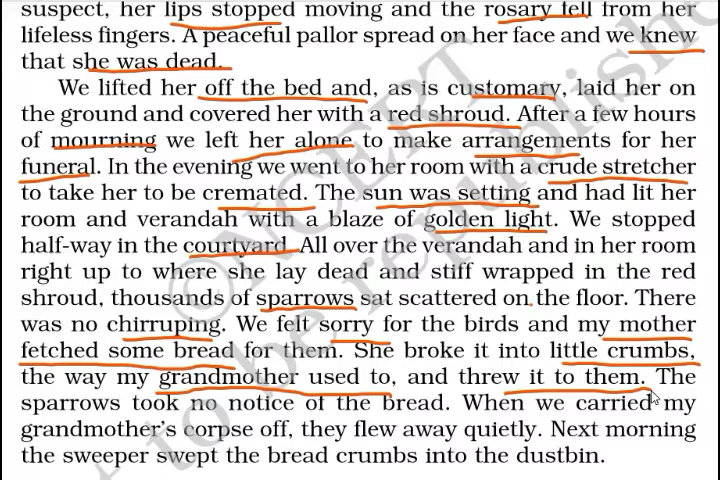 suspect, her lips stopped moving and the rosary fell from her
lifeless fingers. A peaceful pallor spread on her face and we knew
that she was dead.
We lifted her off the bed and, as is customary, laid her on
the ground and covered her with a red shroud. After a few hours
of mourning we left her alone to make arrangements for her
funeral. In the evening we went to her room with a crude stretcher
to take her to be cremated. The sun was setting and had lit her
room and verandah with a blaze of golden light. We stopped
half-way in the courtyard. All over the verandah and in her room
right up to where she lay dead and stiff wrapped in the red
shroud, thousands of sparrows sat scattered on the floor. There
was no chirruping. We felt sorry for the birds and my mother
fetched some bread for them. She broke it into little crumbs,
the way my grandmother used to, and threw it to them. The
sparrows took no notice of the bread. When we carried my
grandmother's corpse off, they flew away quietly. Next morning
the sweeper swept the bread crumbs into the dustbin.
© NCERT
to be republishe